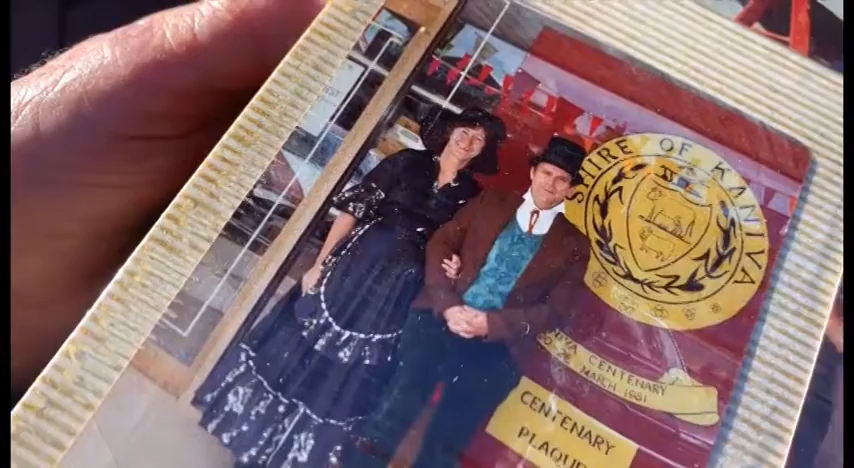 SHIRE OF KANIVA
CENTENARY
MARCH 1981
CENTENARY
PLAQUE